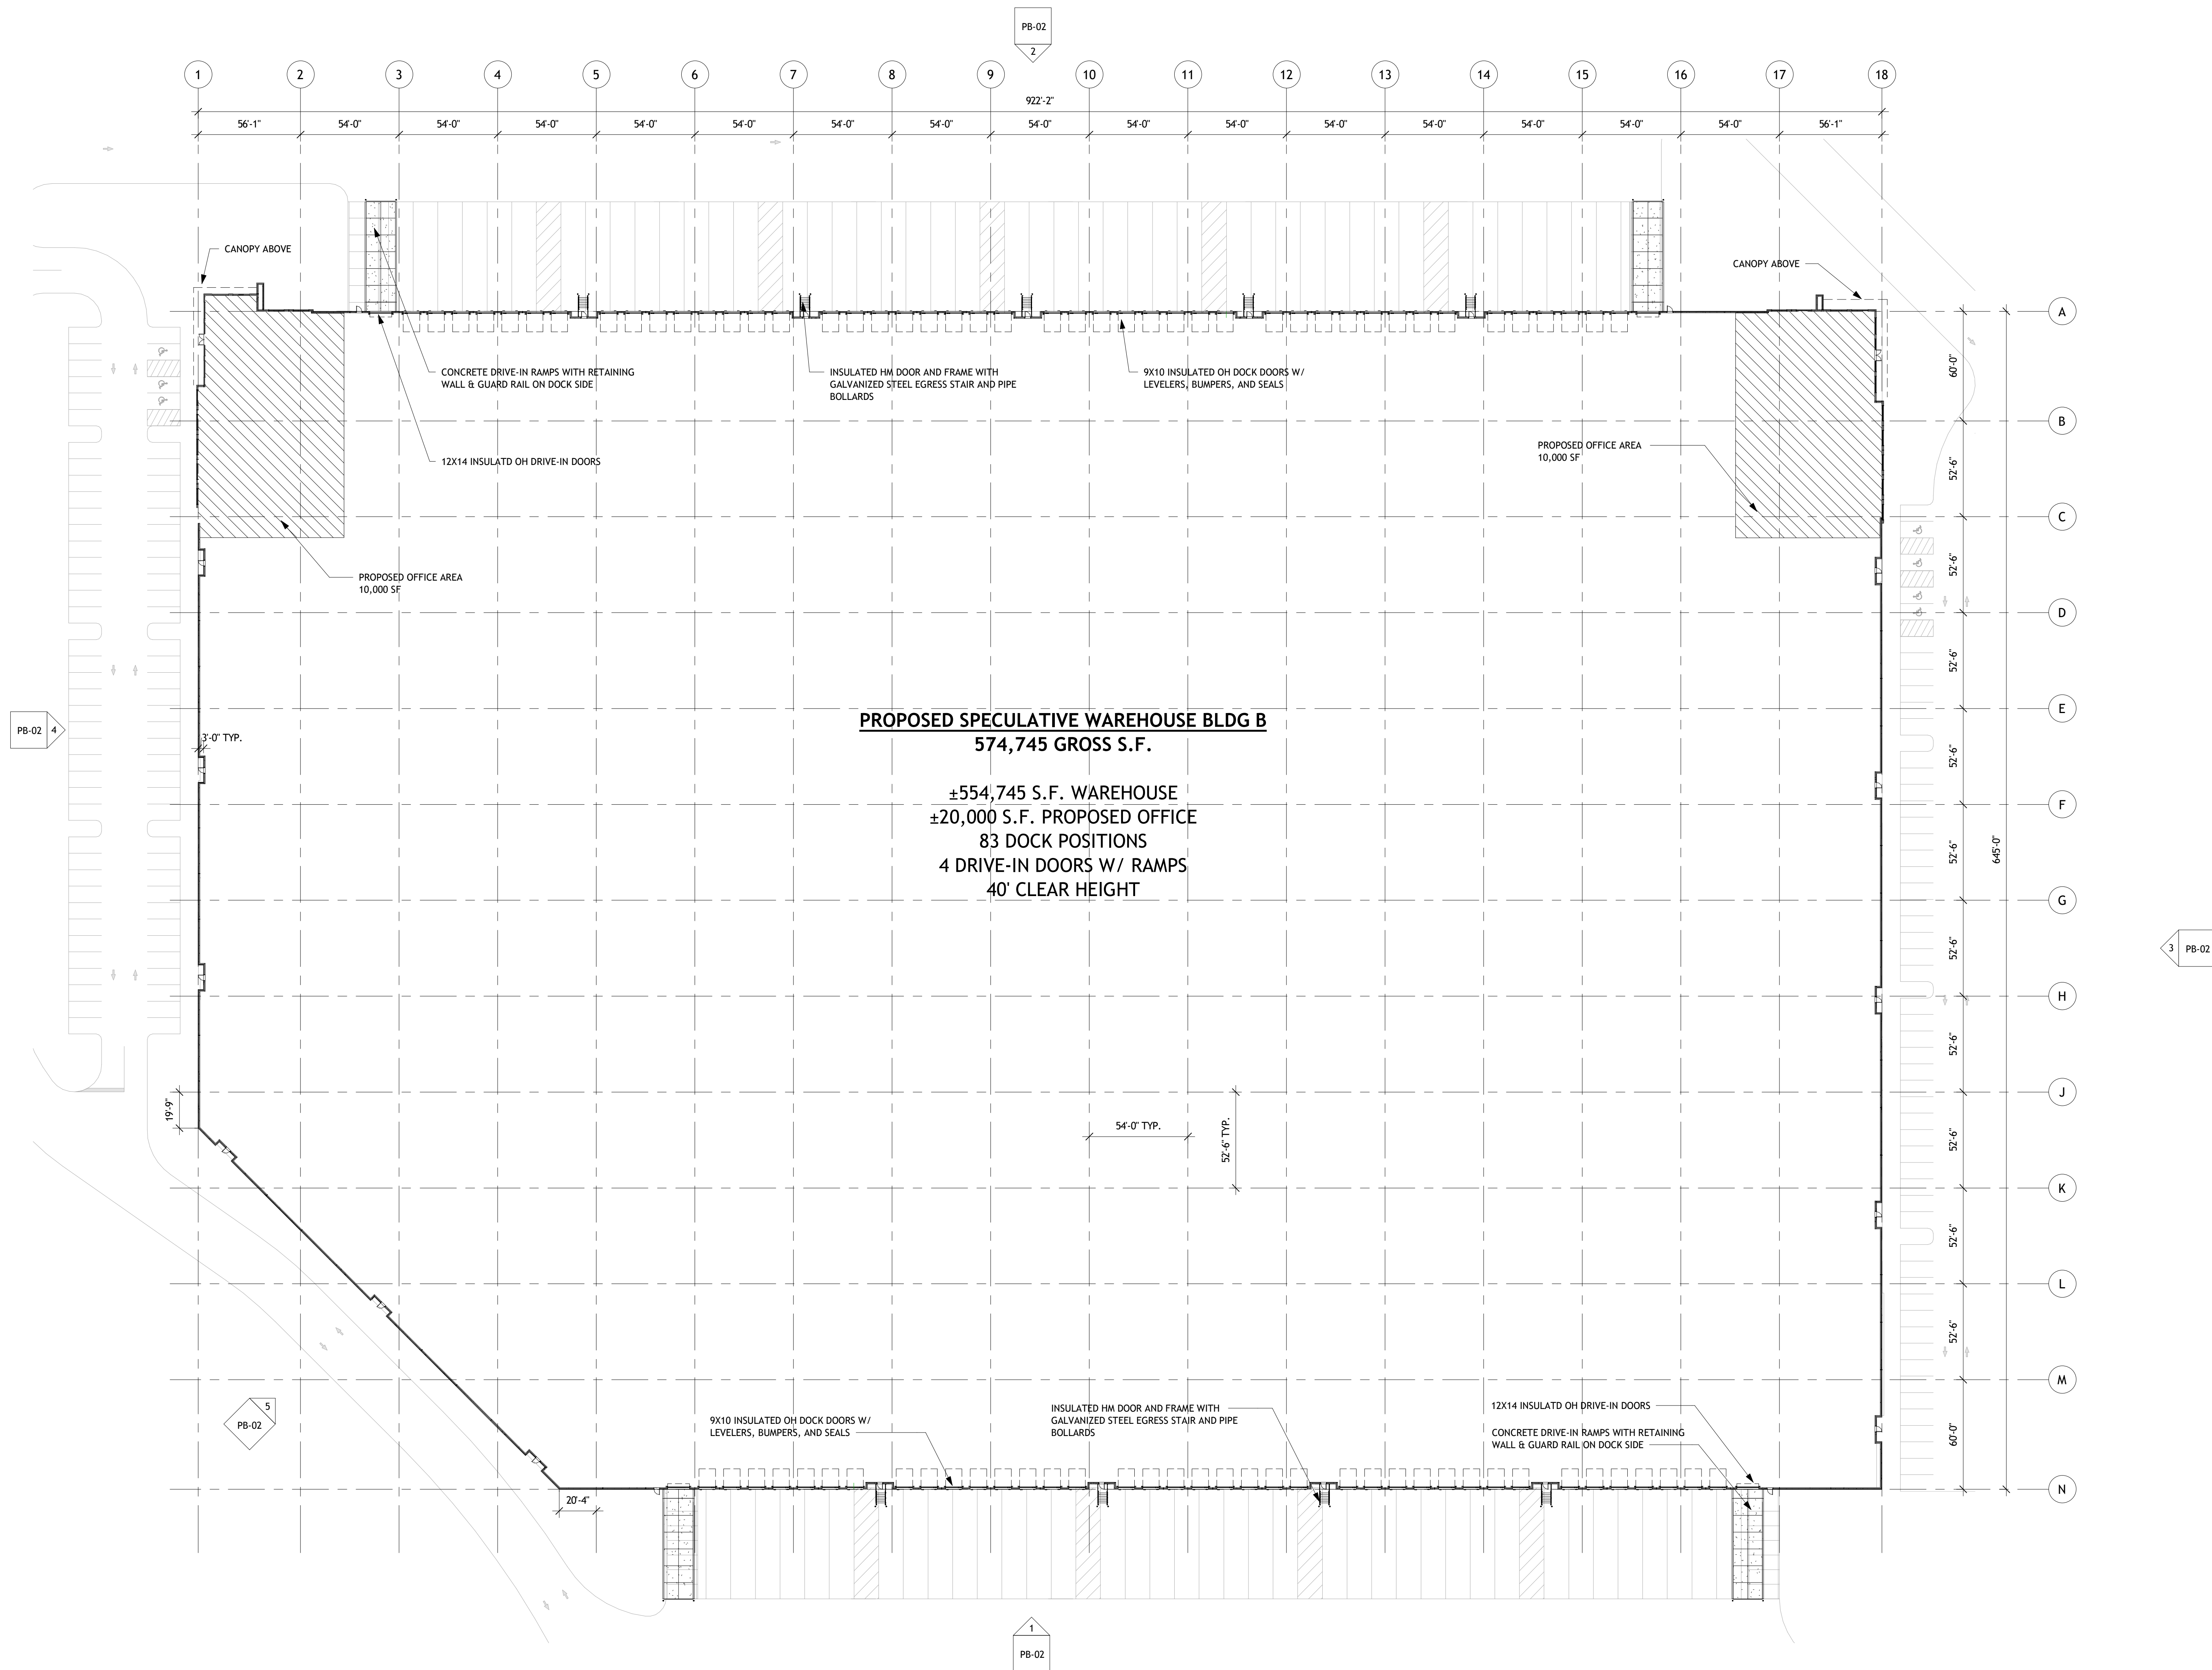 PB-02
2
1 2 3 4 5 6 7 8 9 10 11 12 13 14 15 16 17 18
922'-2"
56'-1" 54'-0" 54'-0" 54'-0" 54'-0" 54'-0" 54'-0" 54'-0" 54'-0" 54'-0" 54'-0" 54'-0" 54'-0" 54'-0" 54'-0" 54'-0" 56'-1"
CANOPY ABOVE
CANOPY ABOVE
A
60'-0"
CONCRETE DRIVE-IN RAMPS WITH RETAINING
WALL & GUARD RAIL ON DOCK SIDE
INSULATED HM DOOR AND FRAME WITH
GALVANIZED STEEL EGRESS STAIR AND PIPE
BOLLARDS
9X10 INSULATED OH DOCK DOORS W/
LEVELERS, BUMPERS, AND SEALS
B
12X14 INSULATD OH DRIVE-IN DOORS
PROPOSED OFFICE AREA
10,000 SF
52'-6"
C
PROPOSED OFFICE AREA
10,000 SF
52'-6"
D
52'-6"
E
PROPOSED SPECULATIVE WAREHOUSE BLDG B
574,745 GROSS S.F.
±554,745 S.F. WAREHOUSE
±20,000 S.F. PROPOSED OFFICE
83 DOCK POSITIONS
4 DRIVE-IN DOORS W/ RAMPS
40' CLEAR HEIGHT
PB-02 4
3'-0" TYP.
52'-6"
F
52'-6"
645'-0"
G
52'-6"
3 PB-02
H
52'-6"
J
19'-9"
54'-0" TYP.
52'-6" TYP.
52'-6"
K
52'-6"
L
52'-6"
M
5
PB-02
9X10 INSULATED OH DOCK DOORS W/
LEVELERS, BUMPERS, AND SEALS
INSULATED HM DOOR AND FRAME WITH
GALVANIZED STEEL EGRESS STAIR AND PIPE
BOLLARDS
12X14 INSULATD OH DRIVE-IN DOORS
CONCRETE DRIVE-IN RAMPS WITH RETAINING
WALL & GUARD RAIL ON DOCK SIDE
60'-0"
N
20'-4"
1
PB-02